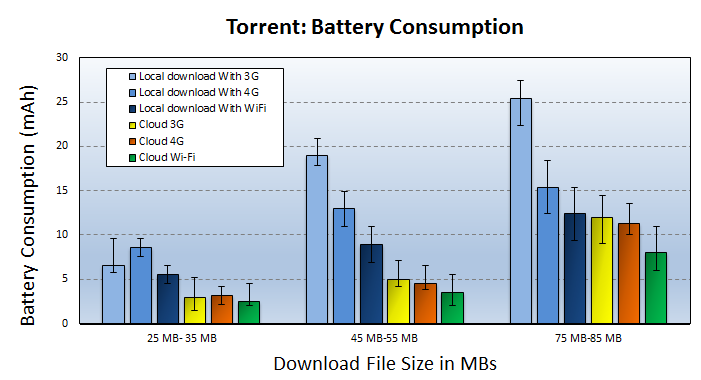 Torrent: Battery Consumption
Battery Consumption (mAh)
30
25
20
15
10
5
0
Local download With 3G
Local download With 4G
Local download With WiFi
Cloud 3G
Cloud 4G
Cloud Wi-Fi
25 MB- 35 MB
45 MB-55 MB
75 MB-85 MB
Download File Size in MBs